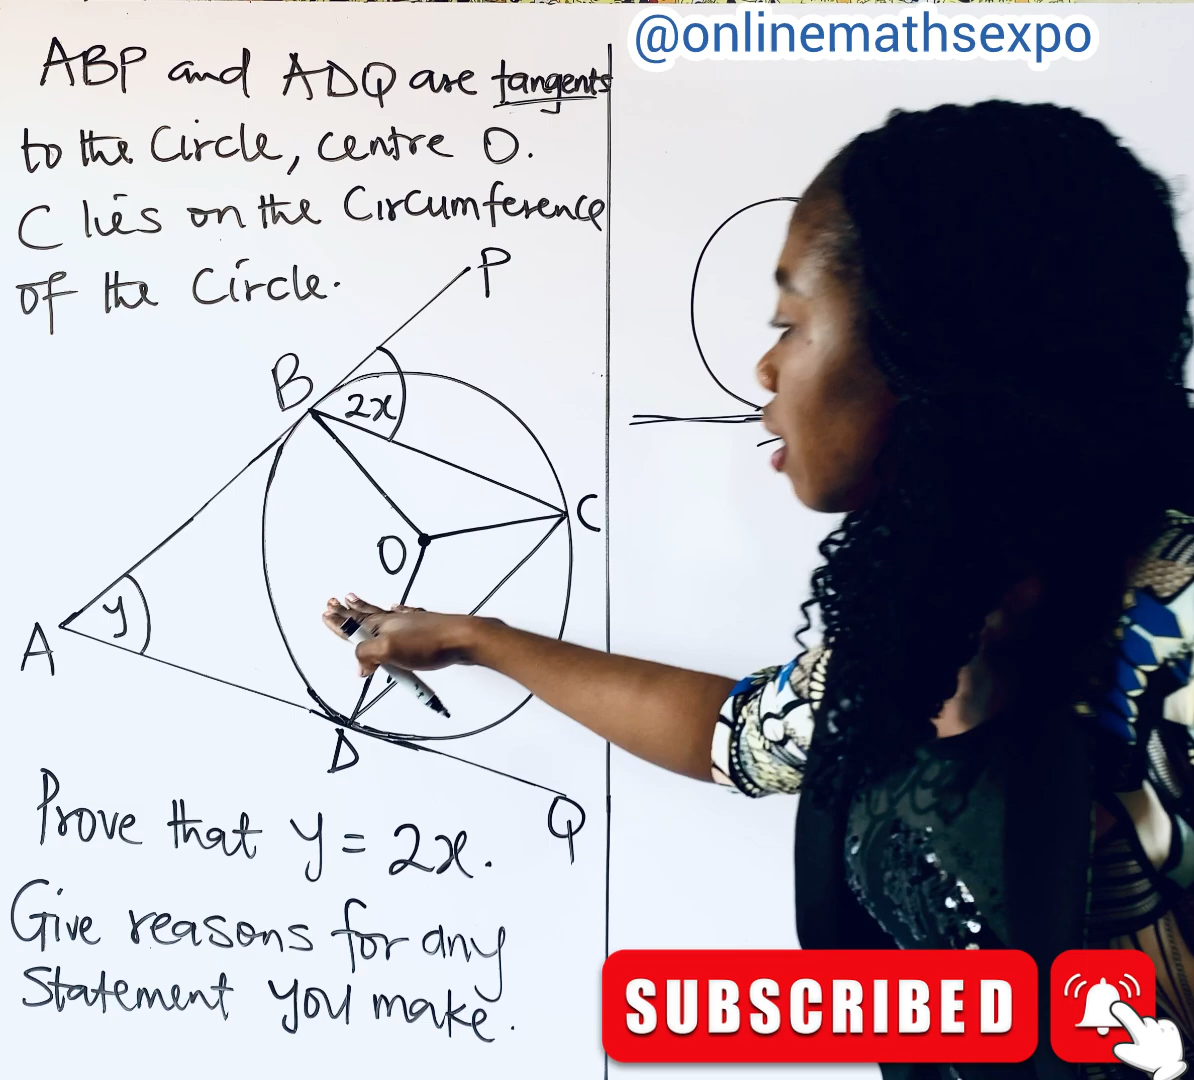 @onlinemathsexpo
ABP and ADQ are tangents
to the Circle, centre O.
C lies on the Circumference
of the Circle.
P
B
2x
C
O
y
A
D
Q
Prove that y = 2x.
Give reasons for any
Statement you make.
SUBSCRIBED